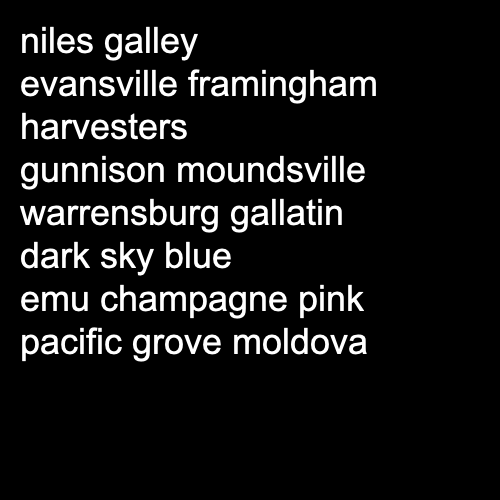 niles galley
evansville framingham
harvesters
gunnison moundsville
warrensburg gallatin
dark sky blue
emu champagne pink
pacific grove moldova